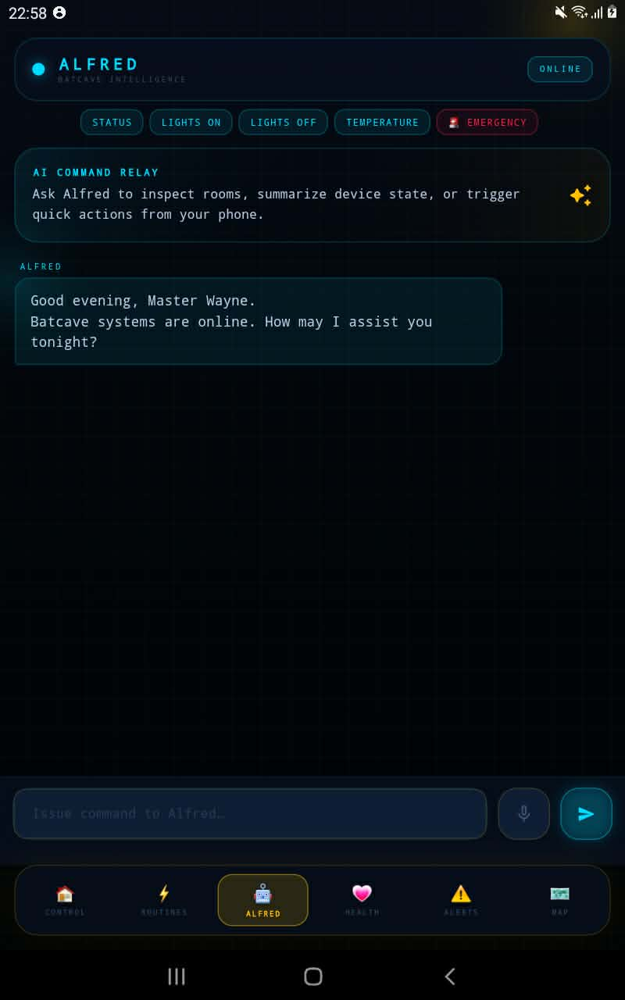 22:58
ALFRED
BATCAVE INTELLIGENCE
ONLINE
STATUS
LIGHTS ON
LIGHTS OFF
TEMPERATURE
EMERGENCY
AI COMMAND RELAY
Ask Alfred to inspect rooms, summarize device state, or trigger
quick actions from your phone.
ALFRED
Good evening, Master Wayne.
Batcave systems are online. How may I assist you
tonight?
Issue command to Alfred…
CONTROL
ROUTINES
ALFRED
HEALTH
ALERTS
MAP